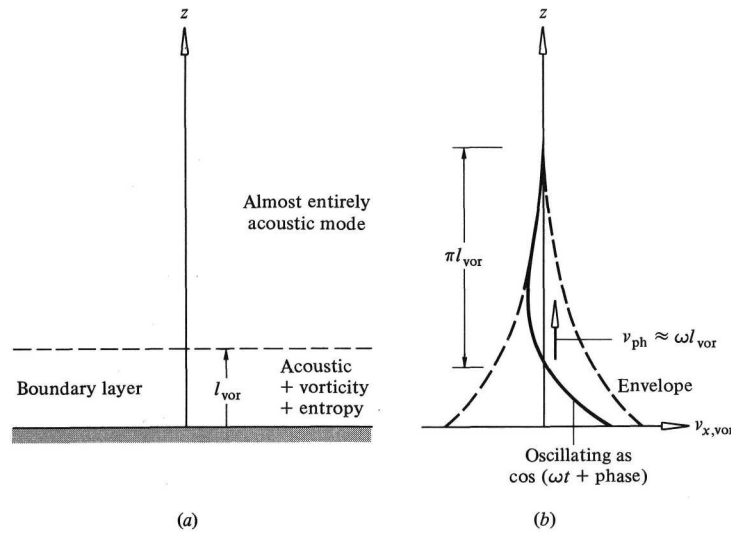 z
Almost entirely
acoustic mode
Boundary layer
l_vor
Acoustic
+ vorticity
+ entropy
(a)
z
πl_vor
v_ph ≈ ωl_vor
Envelope
v_x,vor
Oscillating as
cos (ωt + phase)
(b)